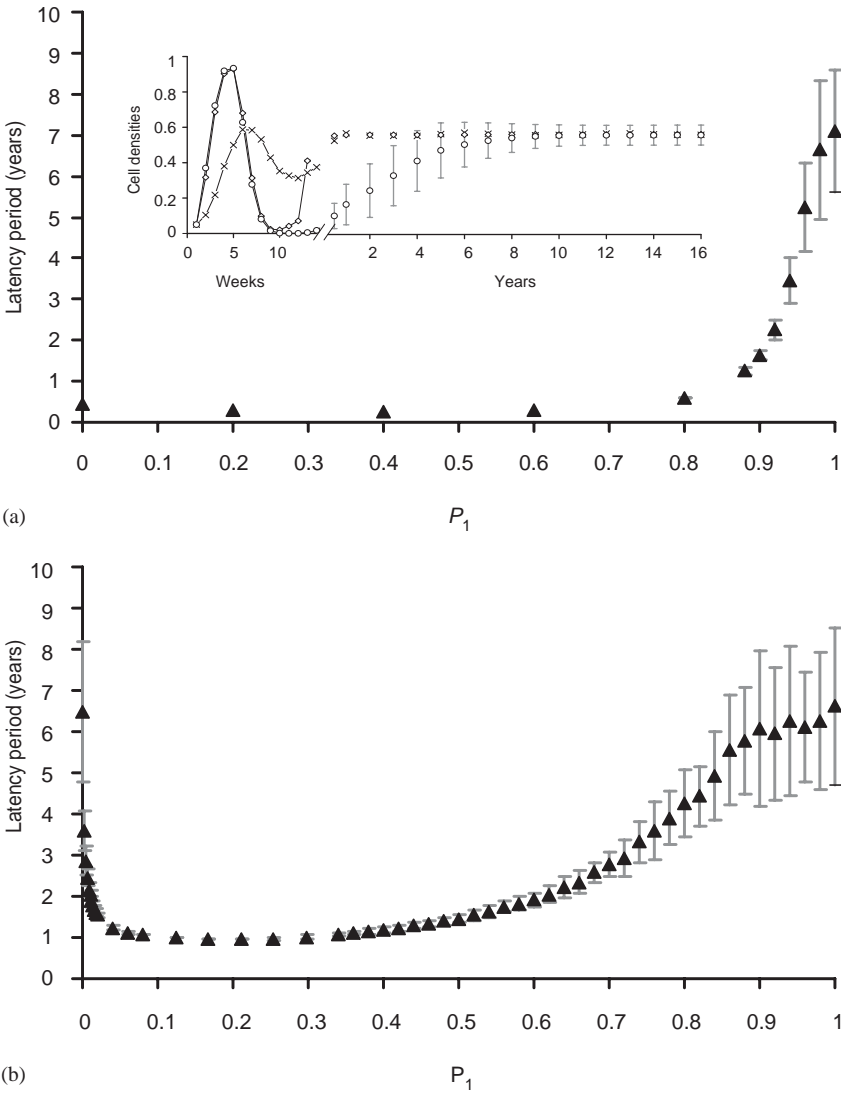 10
9
8
7
6
5
4
3
2
1
0
Latency period (years)
1
0.8
0.6
0.4
0.2
0
Cell densities
0 5 10
2 4 6 8 10 12 14 16
Weeks Years
0 0.1 0.2 0.3 0.4 0.5 0.6 0.7 0.8 0.9 1
(a)
P1
10
9
8
7
6
5
4
3
2
1
0
Latency period (years)
0 0.1 0.2 0.3 0.4 0.5 0.6 0.7 0.8 0.9 1
(b)
P1